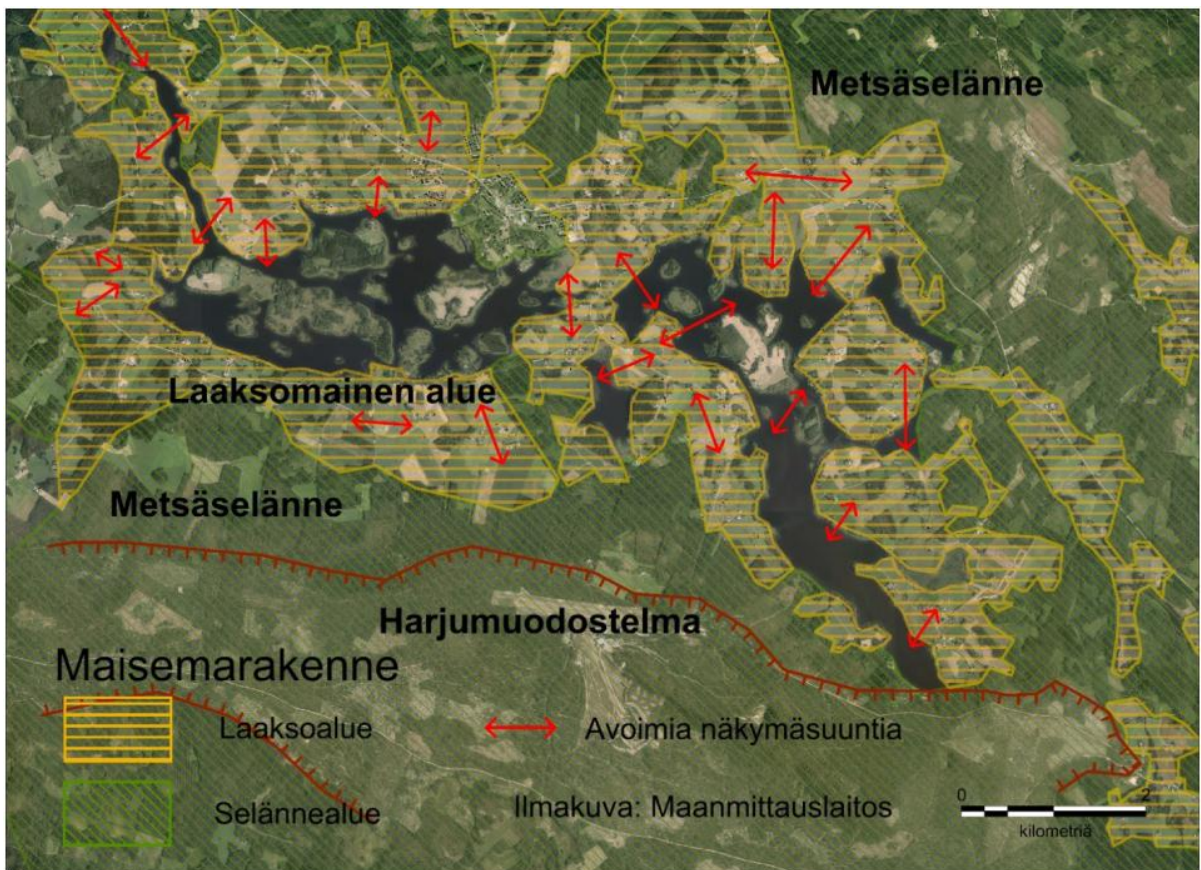 Metsäselänne
Laaksomainen alue
Metsäselänne
Harjumuodostelma
Maisemarakenne
Laaksoalue
Avoimia näkymäsuuntia
Selännealue
Ilmakuva: Maanmittauslaitos
0 2
kilometriä